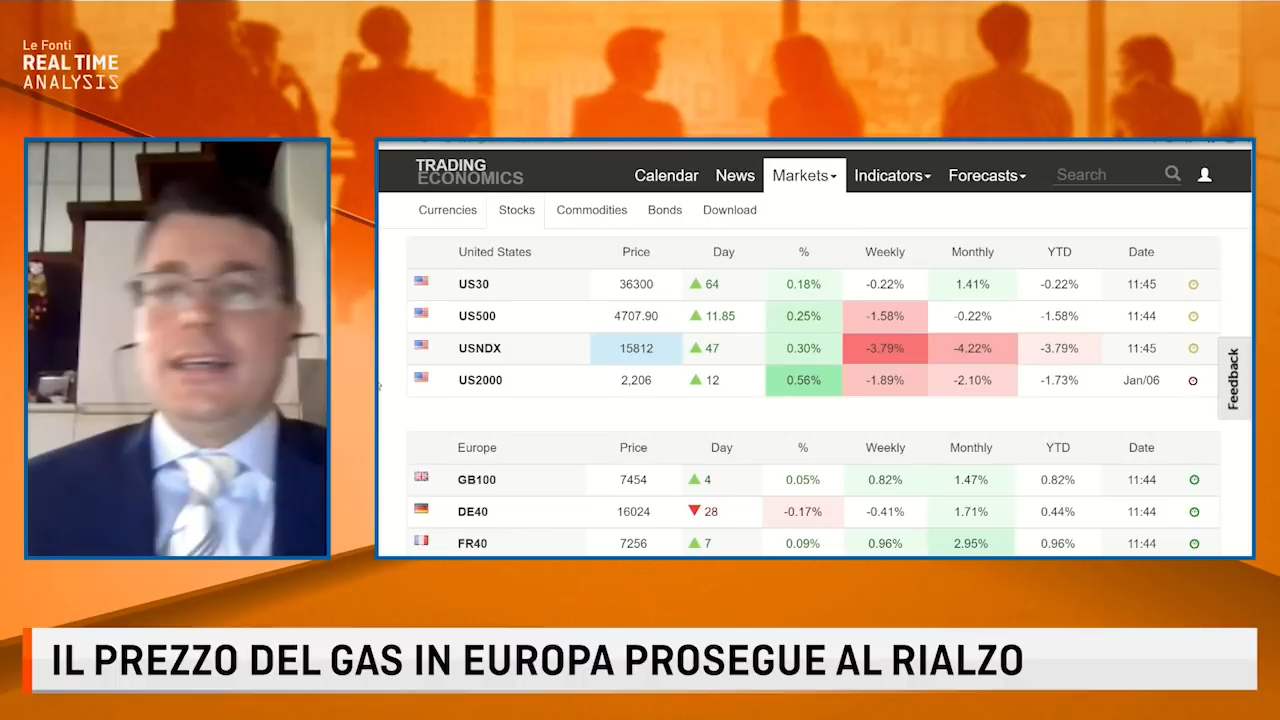 Le Fonti
REAL TIME
ANALYSIS
TRADING
ECONOMICS
Calendar News Markets Indicators Forecasts Search
Currencies Stocks Commodities Bonds Download
United States Price Day % Weekly Monthly YTD Date
US30 36300 64 0.18% -0.22% 1.41% -0.22% 11:45
US500 4707.90 11.85 0.25% -1.58% -0.22% -1.58% 11:44
USNDX 15812 47 0.30% -3.79% -4.22% -3.79% 11:45
US2000 2,206 12 0.56% -1.89% -2.10% -1.73% Jan/06
Feedback
Europe Price Day % Weekly Monthly YTD Date
GB100 7454 4 0.05% 0.82% 1.47% 0.82% 11:44
DE40 16024 28 -0.17% -0.41% 1.71% 0.44% 11:44
FR40 7256 7 0.09% 0.96% 2.95% 0.96% 11:44
IL PREZZO DEL GAS IN EUROPA PROSEGUE AL RIALZO